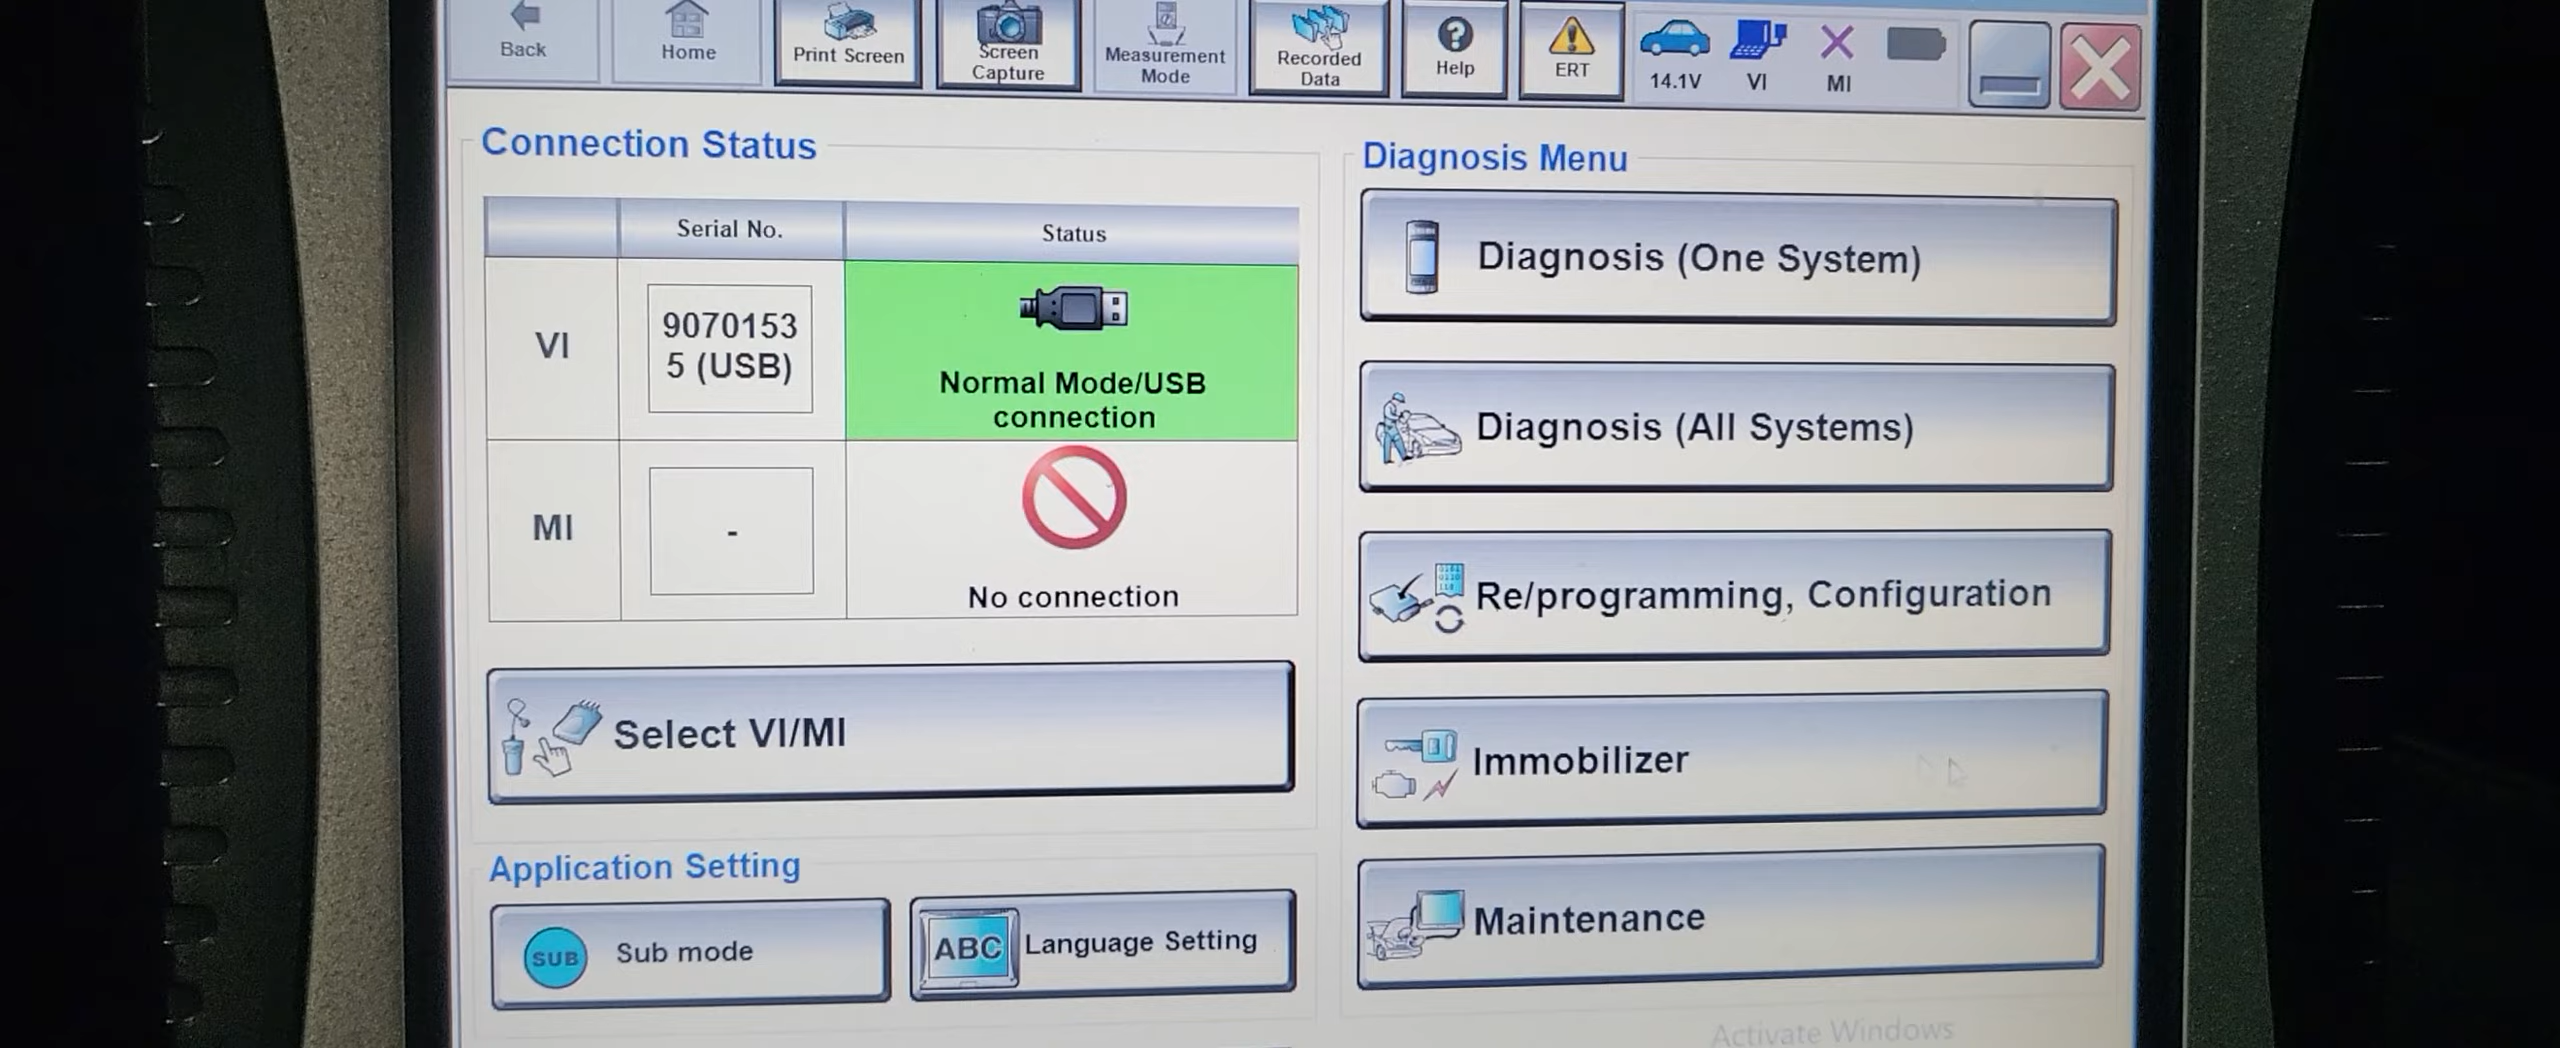 Back
Home
Print Screen
Screen
Capture
Measurement
Mode
Recorded
Data
Help
ERT
14.1V
VI
MI
Connection Status
Serial No.
Status
VI
9070153
5 (USB)
Normal Mode/USB
connection
MI
-
No connection
Select VI/MI
Application Setting
SUB
Sub mode
ABC
Language Setting
Diagnosis Menu
Diagnosis (One System)
Diagnosis (All Systems)
Re/programming, Configuration
Immobilizer
Maintenance
Activate Windows